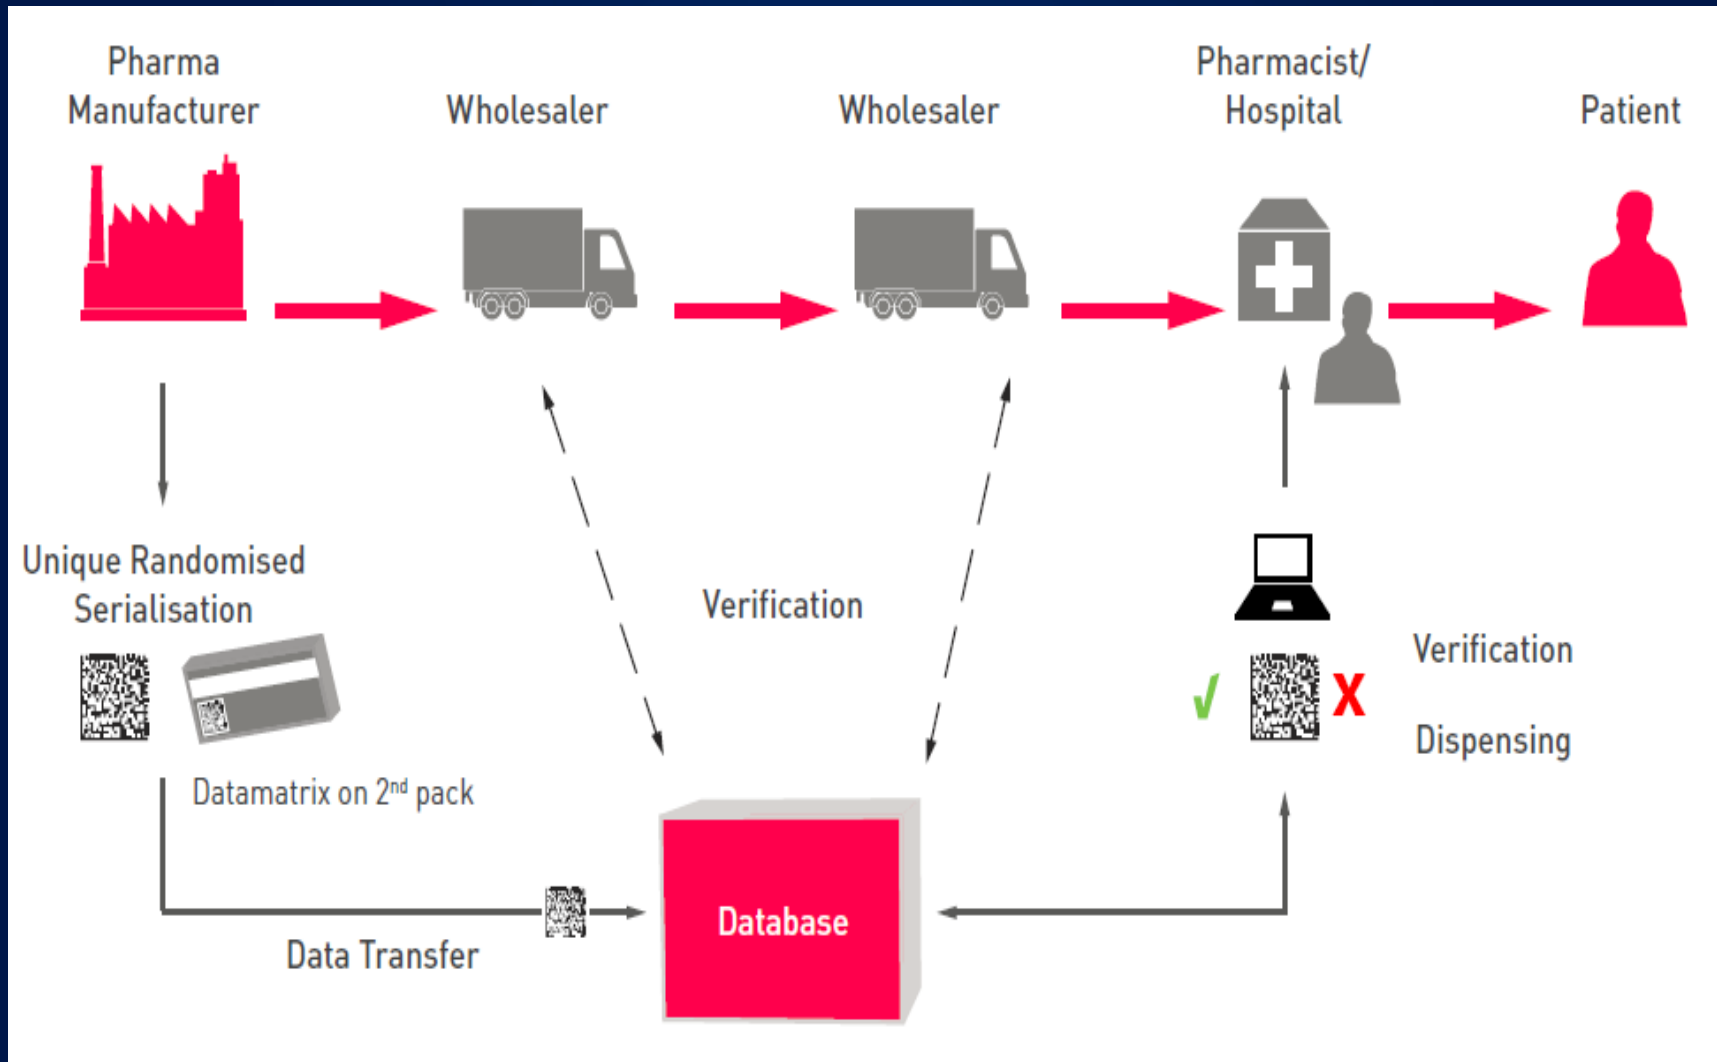 Pharma
Manufacturer
Wholesaler
Wholesaler
Pharmacist/
Hospital
Patient
Unique Randomised
Serialisation
Datamatrix on 2nd pack
Verification
Verification
Dispensing
Data Transfer
Database